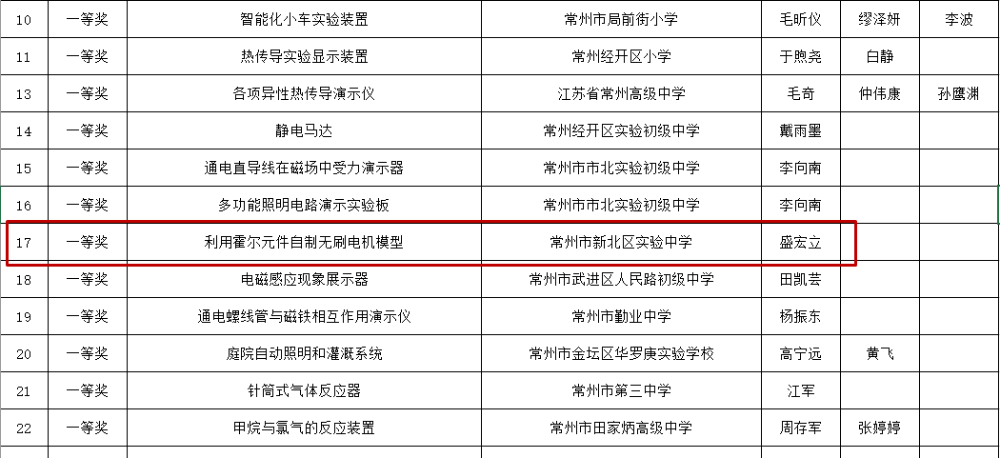 10 一等奖 智能化小车实验装置 常州市局前街小学 毛昕仪 缪泽妍 李波
11 一等奖 热传导实验显示装置 常州经开区小学 于煦尧 白静
13 一等奖 各项异性热传导演示仪 江苏省常州高级中学 毛奇 仲伟康 孙鹰渊
14 一等奖 静电马达 常州经开区实验初级中学 戴雨墨
15 一等奖 通电直导线在磁场中受力演示器 常州市市北实验初级中学 李向南
16 一等奖 多功能照明电路演示实验板 常州市市北实验初级中学 李向南
17 一等奖 利用霍尔元件自制无刷电机模型 常州市新北区实验中学 盛宏立
18 一等奖 电磁感应现象展示器 常州市武进区人民路初级中学 田凯芸
19 一等奖 通电螺线管与磁铁相互作用演示仪 常州市勤业中学 杨振东
20 一等奖 庭院自动照明和灌溉系统 常州市金坛区华罗庚实验学校 高宁远 黄飞
21 一等奖 针筒式气体反应器 常州市第三中学 江军
22 一等奖 甲烷与氯气的反应装置 常州市田家炳高级中学 周存军 张婷婷